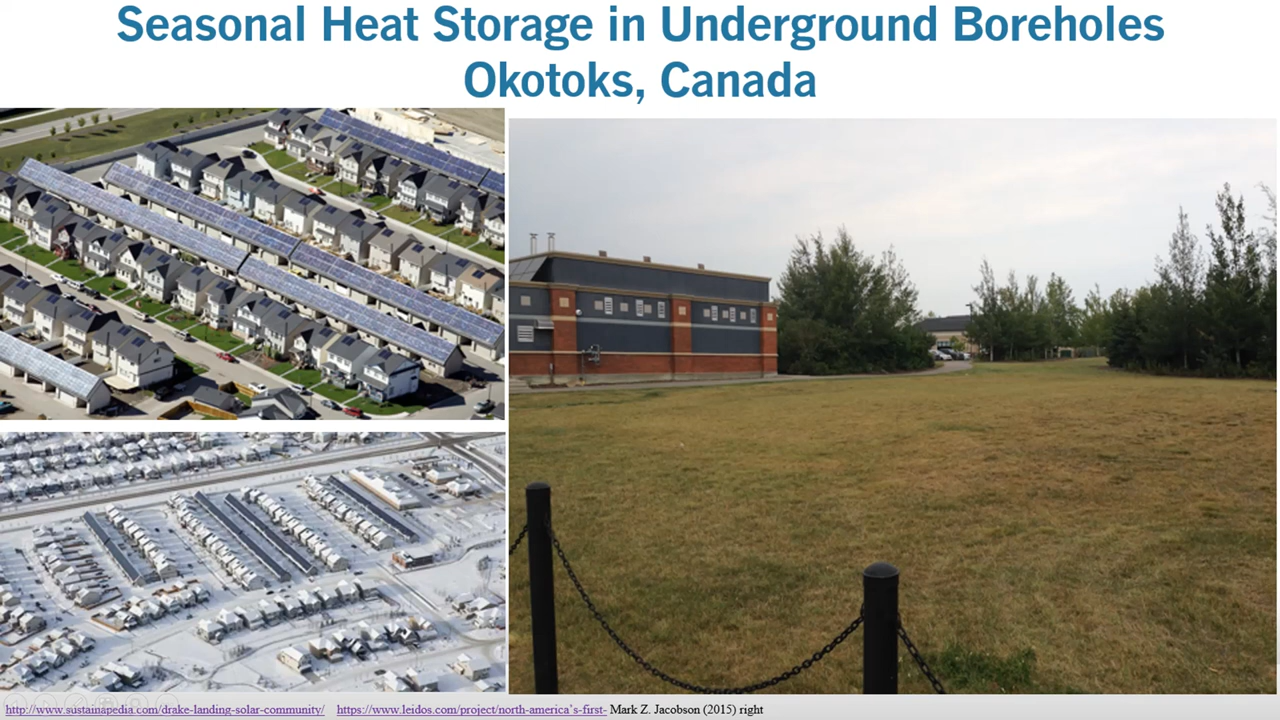 Seasonal Heat Storage in Underground Boreholes
Okotoks, Canada
http://www.sustainapedia.com/drake-landing-solar-community/ https://www.leidos.com/project/north-america's-first- Mark Z. Jacobson (2015) right